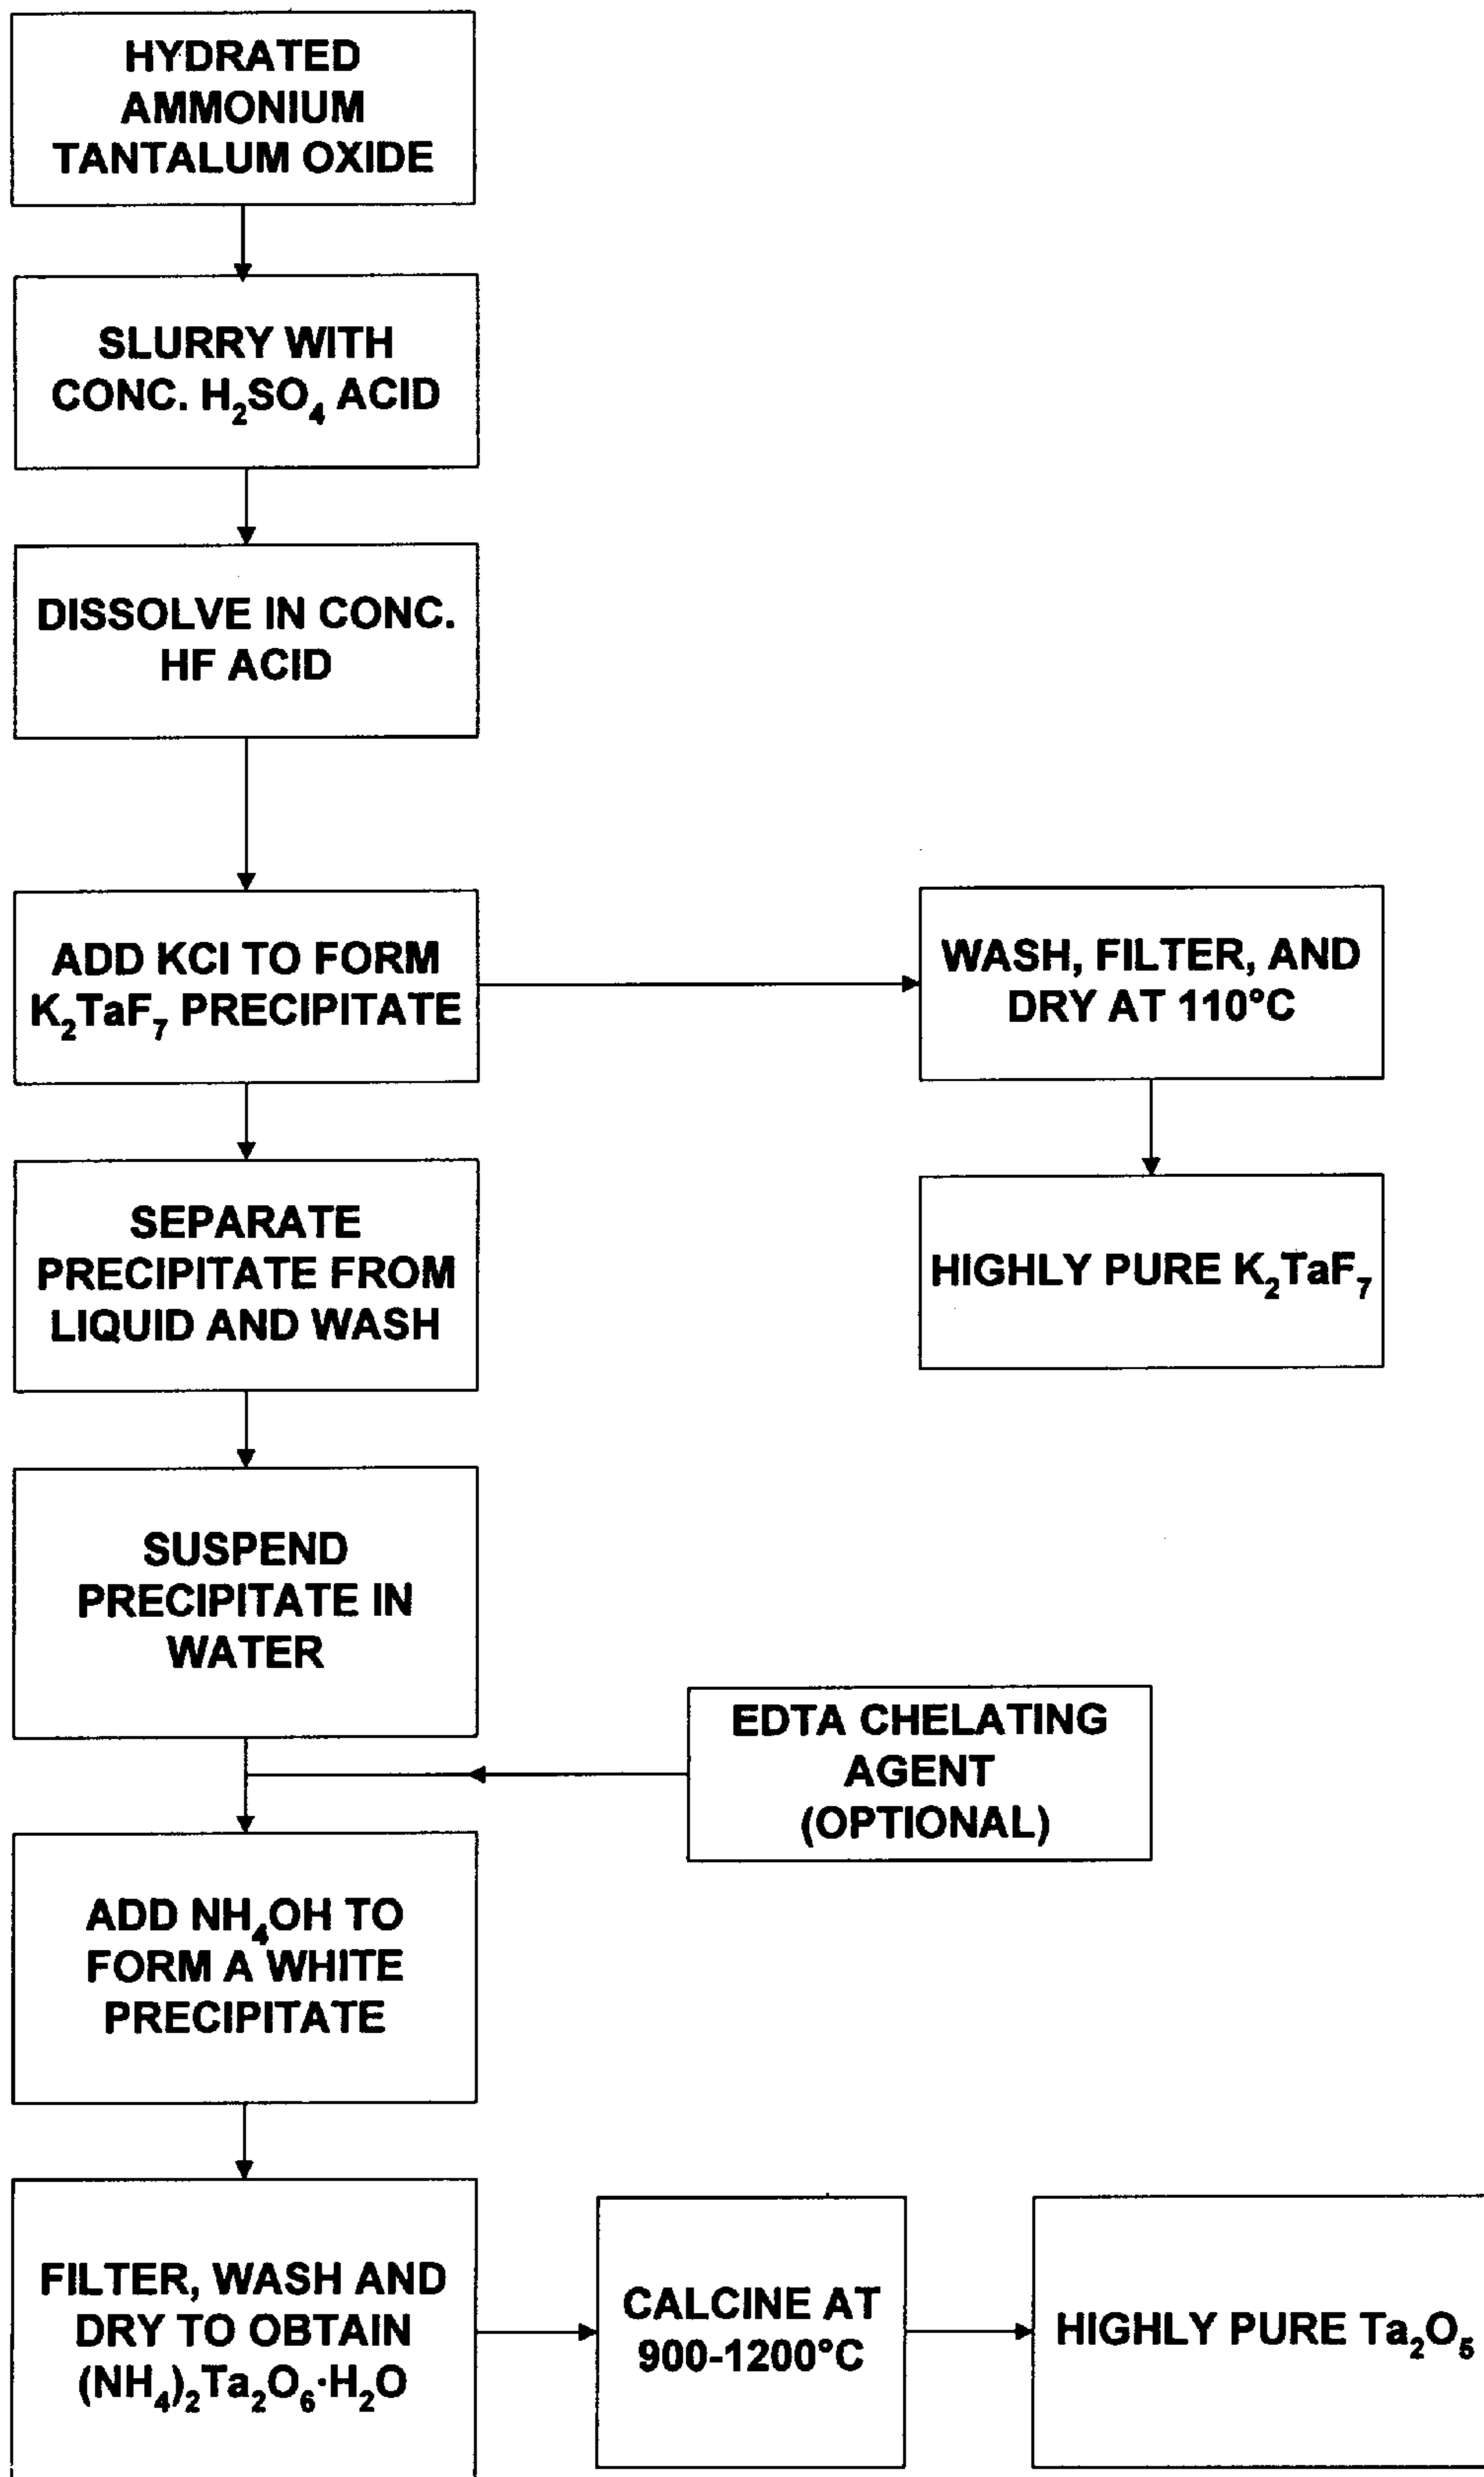 HYDRATED
AMMONIUM
TANTALUM OXIDE
SLURRY WITH
CONC. H₂SO₄ ACID
DISSOLVE IN CONC.
HF ACID
ADD KCl TO FORM
K₂TaF₇ PRECIPITATE
WASH, FILTER, AND
DRY AT 110°C
SEPARATE
PRECIPITATE FROM
LIQUID AND WASH
HIGHLY PURE K₂TaF₇
SUSPEND
PRECIPITATE IN
WATER
EDTA CHELATING
AGENT
(OPTIONAL)
ADD NH₄OH TO
FORM A WHITE
PRECIPITATE
FILTER, WASH AND
DRY TO OBTAIN
(NH₄)₂Ta₂O₆·H₂O
CALCINE AT
900-1200°C
HIGHLY PURE Ta₂O₅